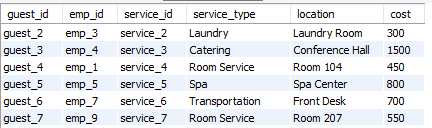 guest_id emp_id service_id service_type location cost
guest_2 emp_3 service_2 Laundry Laundry Room 300
guest_3 emp_4 service_3 Catering Conference Hall 1500
guest_4 emp_1 service_4 Room Service Room 104 450
guest_5 emp_5 service_5 Spa Spa Center 800
guest_6 emp_7 service_6 Transportation Front Desk 700
guest_7 emp_9 service_7 Room Service Room 207 550